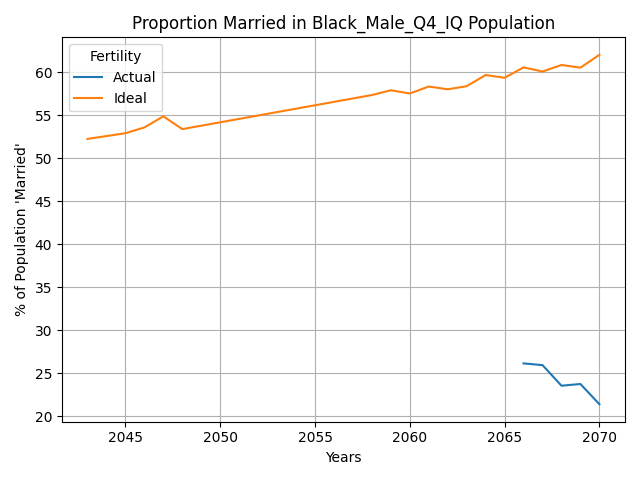 Proportion Married in Black_Male_Q4_IQ Population
Fertility
Actual
Ideal
% of Population 'Married'
60
55
50
45
40
35
30
25
20
2045
2050
2055
2060
2065
2070
Years